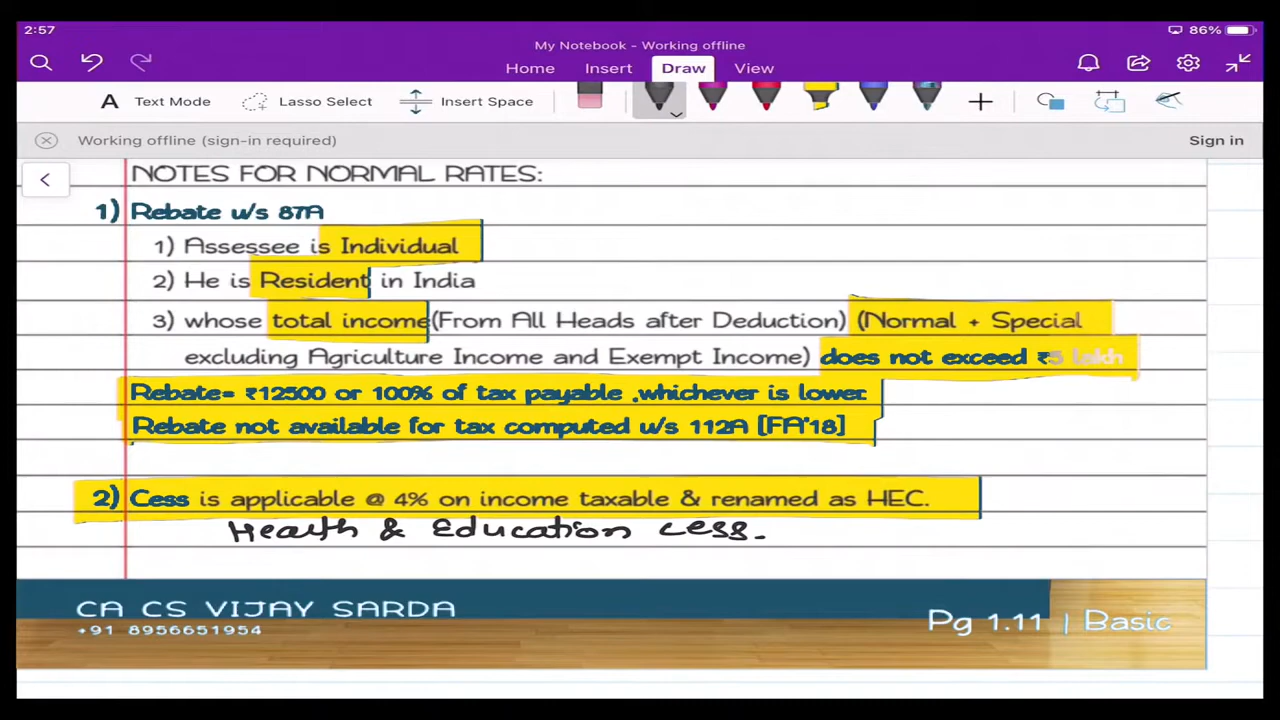 2:57
86%
My Notebook - Working offline
Home Insert Draw View
A Text Mode Lasso Select Insert Space
Working offline (sign-in required) Sign in
NOTES FOR NORMAL RATES:
1) Rebate u/s 87A
1) Assessee is Individual
2) He is Resident in India
3) whose total income (From All Heads after Deduction) (Normal + Special
excluding Agriculture Income and Exempt Income) does not exceed ₹5 lakh
Rebate= ₹12500 or 100% of tax payable ,whichever is lower.
Rebate not available for tax computed u/s 112A [FA'18]
2) Cess is applicable @ 4% on income taxable & renamed as HEC.
Health & Education cess.
CA CS VIJAY SARDA
+91 8956651954
Pg 1.11 | Basic